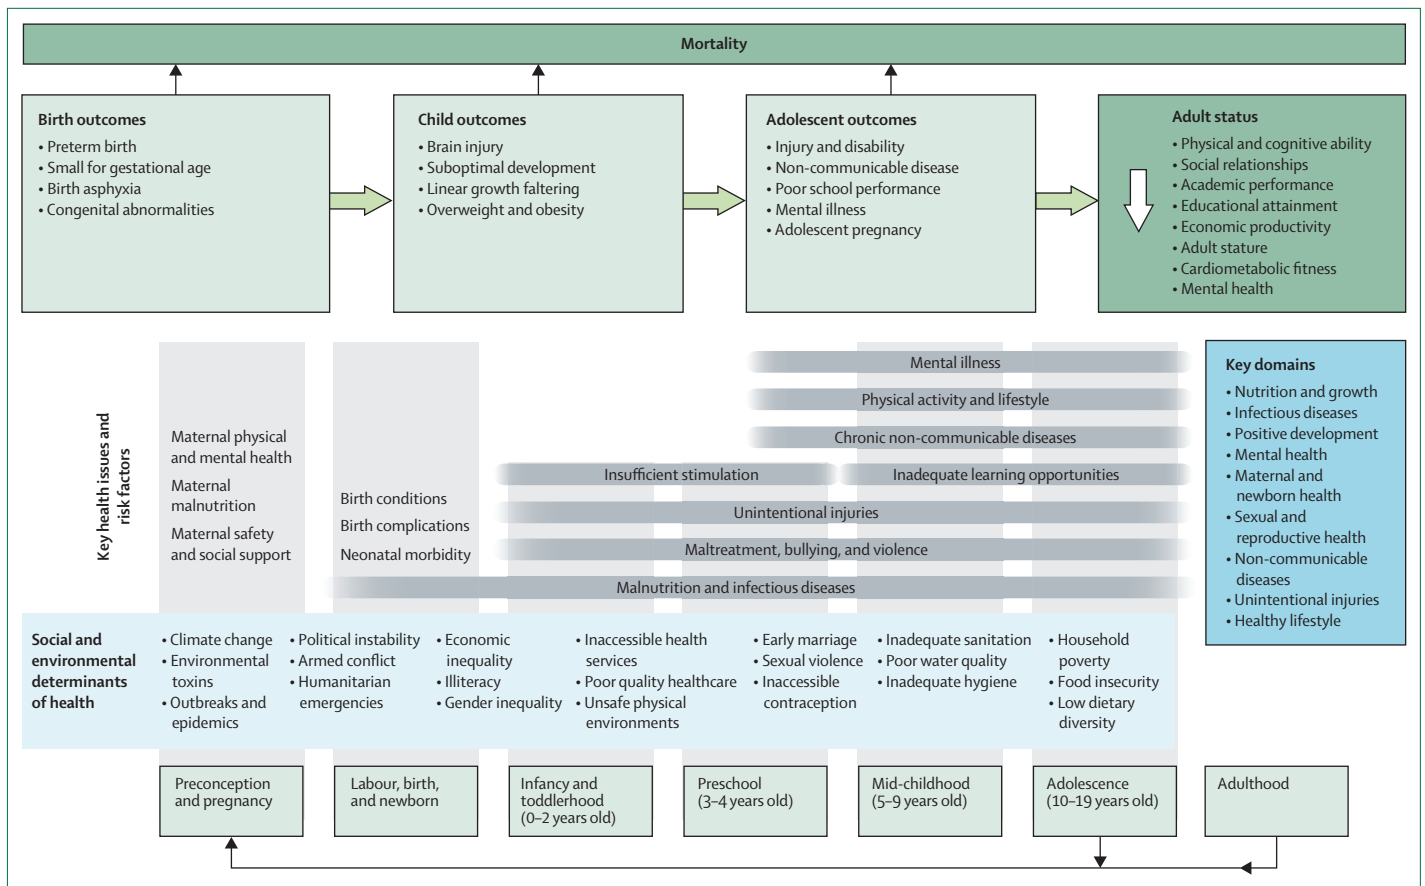 Mortality
Birth outcomes
• Preterm birth
• Small for gestational age
• Birth asphyxia
• Congenital abnormalities
Child outcomes
• Brain injury
• Suboptimal development
• Linear growth faltering
• Overweight and obesity
Adolescent outcomes
• Injury and disability
• Non-communicable disease
• Poor school performance
• Mental illness
• Adolescent pregnancy
Adult status
• Physical and cognitive ability
• Social relationships
• Academic performance
• Educational attainment
• Economic productivity
• Adult stature
• Cardiometabolic fitness
• Mental health
Key health issues and
risk factors
Maternal physical
and mental health
Maternal
malnutrition
Maternal safety
and social support
Birth conditions
Birth complications
Neonatal morbidity
Mental illness
Physical activity and lifestyle
Chronic non-communicable diseases
Insufficient stimulation
Inadequate learning opportunities
Unintentional injuries
Maltreatment, bullying, and violence
Malnutrition and infectious diseases
Key domains
• Nutrition and growth
• Infectious diseases
• Positive development
• Mental health
• Maternal and
newborn health
• Sexual and
reproductive health
• Non-communicable
diseases
• Unintentional injuries
• Healthy lifestyle
Social and
environmental
determinants
of health
• Climate change
• Environmental
toxins
• Outbreaks and
epidemics
• Political instability
• Armed conflict
• Humanitarian
emergencies
• Economic
inequality
• Illiteracy
• Gender inequality
• Inaccessible health
services
• Poor quality healthcare
• Unsafe physical
environments
• Early marriage
• Sexual violence
• Inaccessible
contraception
• Inadequate sanitation
• Poor water quality
• Inadequate hygiene
• Household
poverty
• Food insecurity
• Low dietary
diversity
Preconception
and pregnancy
Labour, birth,
and newborn
Infancy and
toddlerhood
(0–2 years old)
Preschool
(3–4 years old)
Mid-childhood
(5–9 years old)
Adolescence
(10–19 years old)
Adulthood